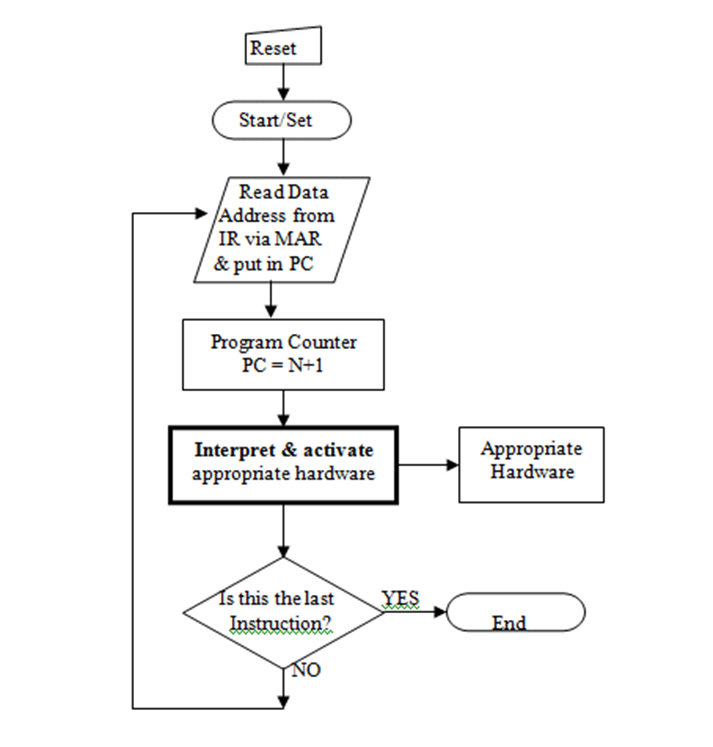 Reset
Start/Set
Read Data
Address from
IR via MAR
& put in PC
Program Counter
PC = N+1
Interpret & activate
appropriate hardware
Appropriate
Hardware
Is this the last
Instruction?
YES
End
NO